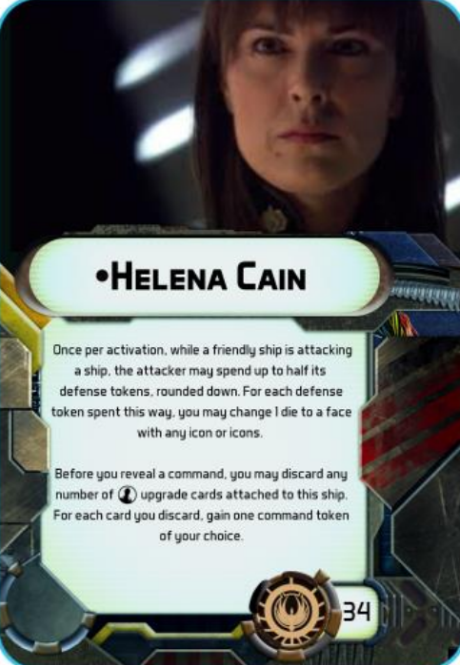 •Helena Cain
Once per activation, while a friendly ship is attacking
a ship, the attacker may spend up to half its
defense tokens, rounded down. For each defense
token spent this way, you may change 1 die to a face
with any icon or icons.
Before you reveal a command, you may discard any
number of upgrade cards attached to this ship.
For each card you discard, gain one command token
of your choice.
34